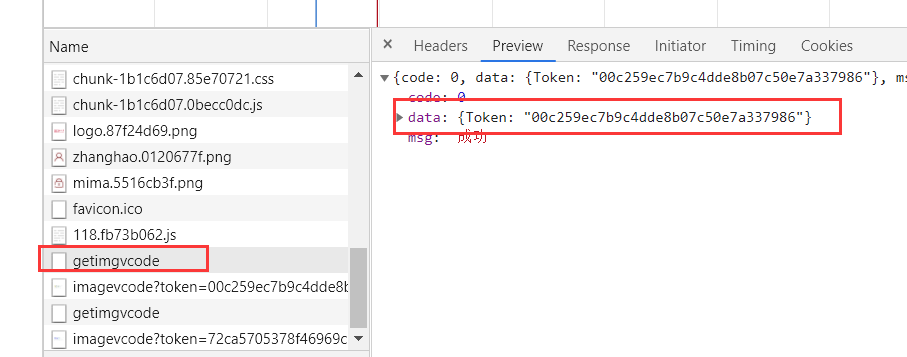 Name
chunk-1b1c6d07.85e70721.css
chunk-1b1c6d07.0becc0dc.js
logo.87f24d69.png
zhanghao.0120677f.png
mima.5516cb3f.png
favicon.ico
118.fb73b062.js
getimgvcode
imagevcode?token=00c259ec7b9c4dde8b
getimgvcode
imagevcode?token=72ca5705378f46969c
× Headers Preview Response Initiator Timing Cookies
▼{code: 0, data: {Token: "00c259ec7b9c4dde8b07c50e7a337986"}, ms
code: 0
▶data: {Token: "00c259ec7b9c4dde8b07c50e7a337986"}
msg: 成功